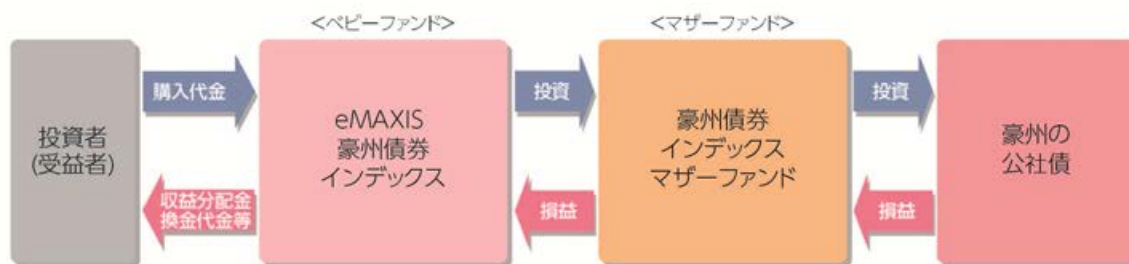 <ベビーファンド>
<マザーファンド>
投資者
(受益者)
購入代金
収益分配金
換金代金等
eMAXIS
豪州債券
インデックス
投資
損益
豪州債券
インデックス
マザーファンド
投資
損益
豪州の
公社債